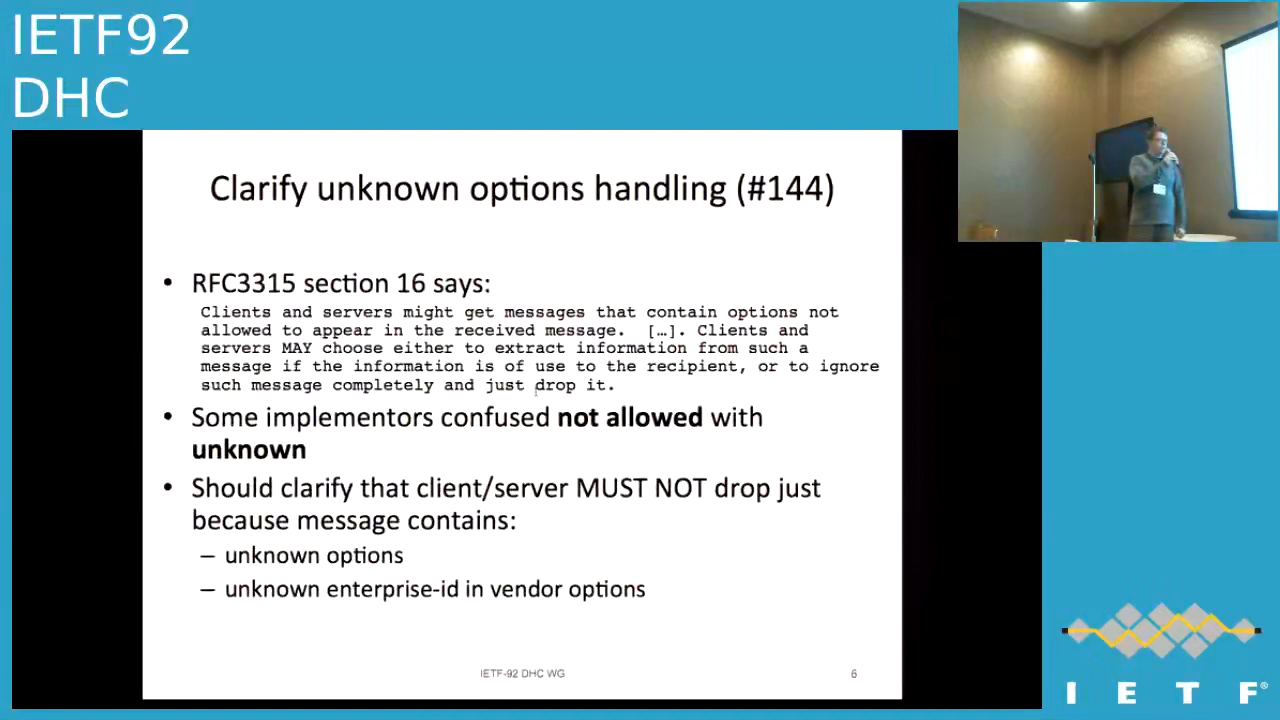 IETF92
DHC
Clarify unknown options handling (#144)
• RFC3315 section 16 says:
Clients and servers might get messages that contain options not
allowed to appear in the received message. […]. Clients and
servers MAY choose either to extract information from such a
message if the information is of use to the recipient, or to ignore
such message completely and just drop it.
• Some implementors confused not allowed with
unknown
• Should clarify that client/server MUST NOT drop just
because message contains:
– unknown options
– unknown enterprise-id in vendor options
IETF-92 DHC WG
6
I E T F®